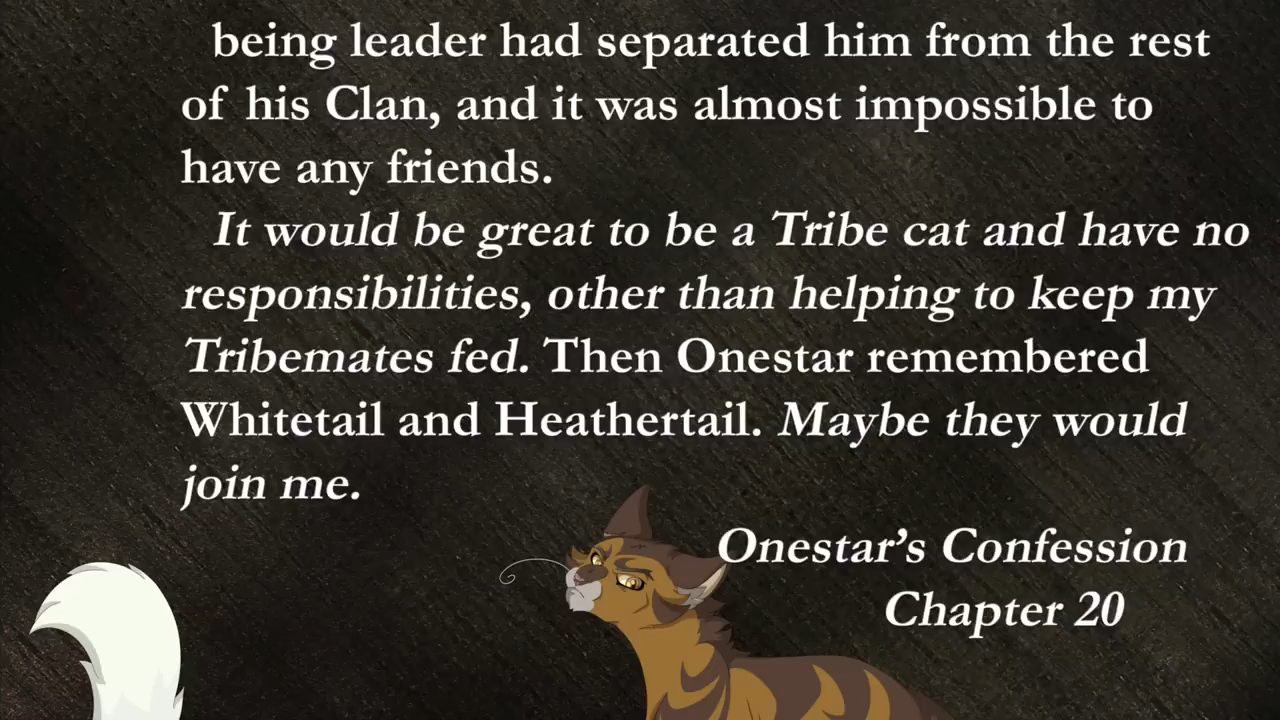 being leader had separated him from the rest
of his Clan, and it was almost impossible to
have any friends.
It would be great to be a Tribe cat and have no
responsibilities, other than helping to keep my
Tribemates fed. Then Onestar remembered
Whitetail and Heathertail. Maybe they would
join me.
Onestar’s Confession
Chapter 20